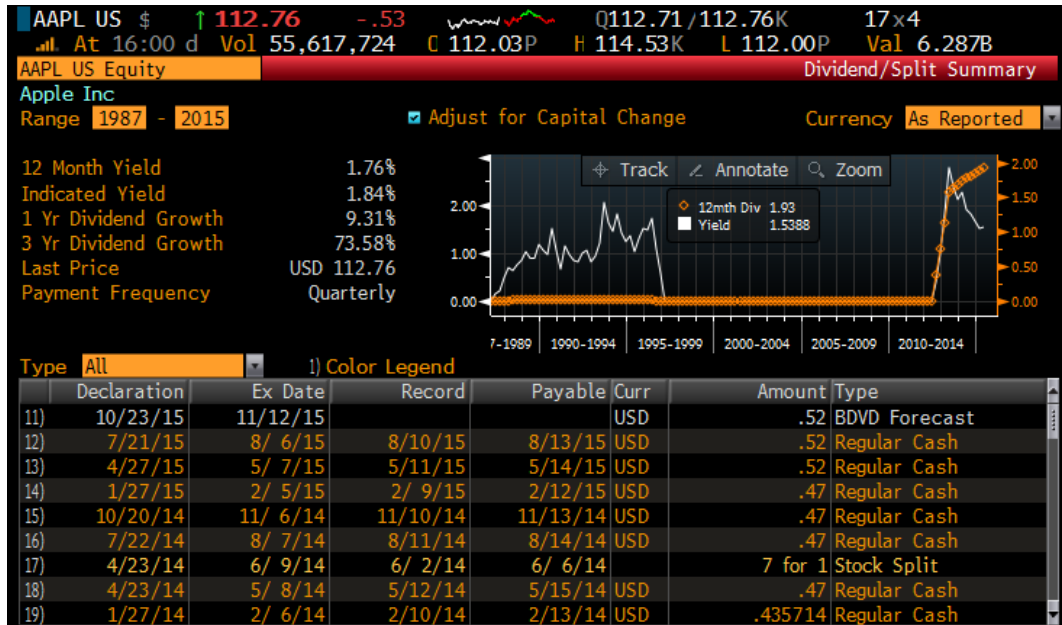 AAPL US $ ↑ 112.76 -.53 Q112.71/112.76K 17x4
At 16:00 d Vol 55,617,724 O 112.03P H 114.53K L 112.00P Val 6.287B
AAPL US Equity Dividend/Split Summary
Apple Inc
Range 1987 - 2015 Adjust for Capital Change Currency As Reported
12 Month Yield 1.76%
Indicated Yield 1.84%
1 Yr Dividend Growth 9.31%
3 Yr Dividend Growth 73.58%
Last Price USD 112.76
Payment Frequency Quarterly
Track Annotate Zoom
12mth Div 1.93
Yield 1.5388
2.00
1.00
0.00
2.00
1.50
1.00
0.50
0.00
7-1989 1990-1994 1995-1999 2000-2004 2005-2009 2010-2014
Type All 1) Color Legend
Declaration Ex Date Record Payable Curr Amount Type
11) 10/23/15 11/12/15 USD .52 BDVD Forecast
12) 7/21/15 8/ 6/15 8/10/15 8/13/15 USD .52 Regular Cash
13) 4/27/15 5/ 7/15 5/11/15 5/14/15 USD .52 Regular Cash
14) 1/27/15 2/ 5/15 2/ 9/15 2/12/15 USD .47 Regular Cash
15) 10/20/14 11/ 6/14 11/10/14 11/13/14 USD .47 Regular Cash
16) 7/22/14 8/ 7/14 8/11/14 8/14/14 USD .47 Regular Cash
17) 4/23/14 6/ 9/14 6/ 2/14 6/ 6/14 7 for 1 Stock Split
18) 4/23/14 5/ 8/14 5/12/14 5/15/14 USD .47 Regular Cash
19) 1/27/14 2/ 6/14 2/10/14 2/13/14 USD .435714 Regular Cash